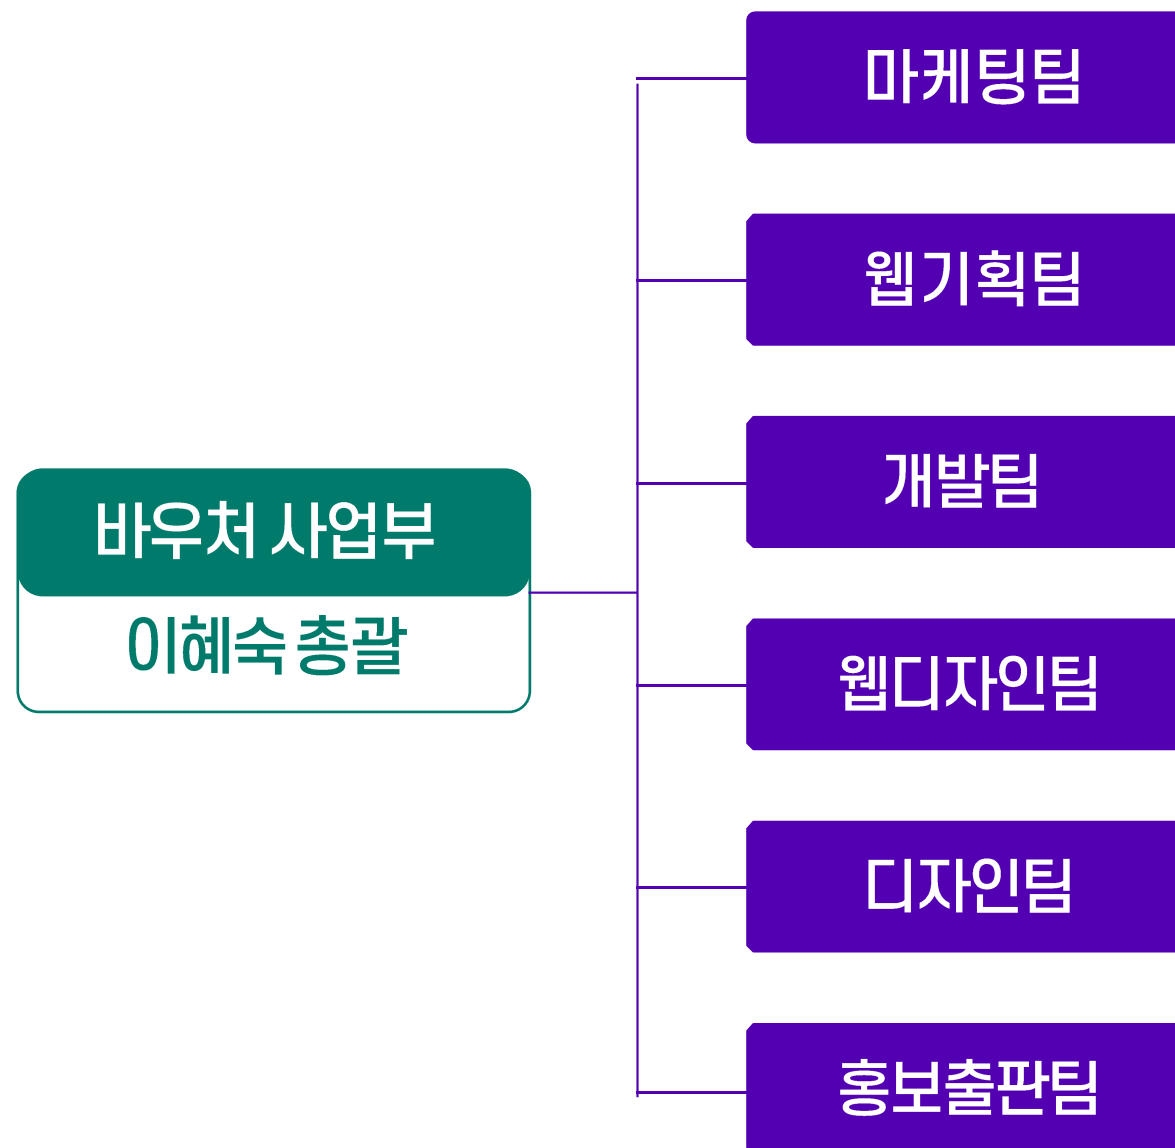 마케팅팀
웹기획팀
개발팀
바우처 사업부
이혜숙 총괄
웹디자인팀
디자인팀
홍보출판팀